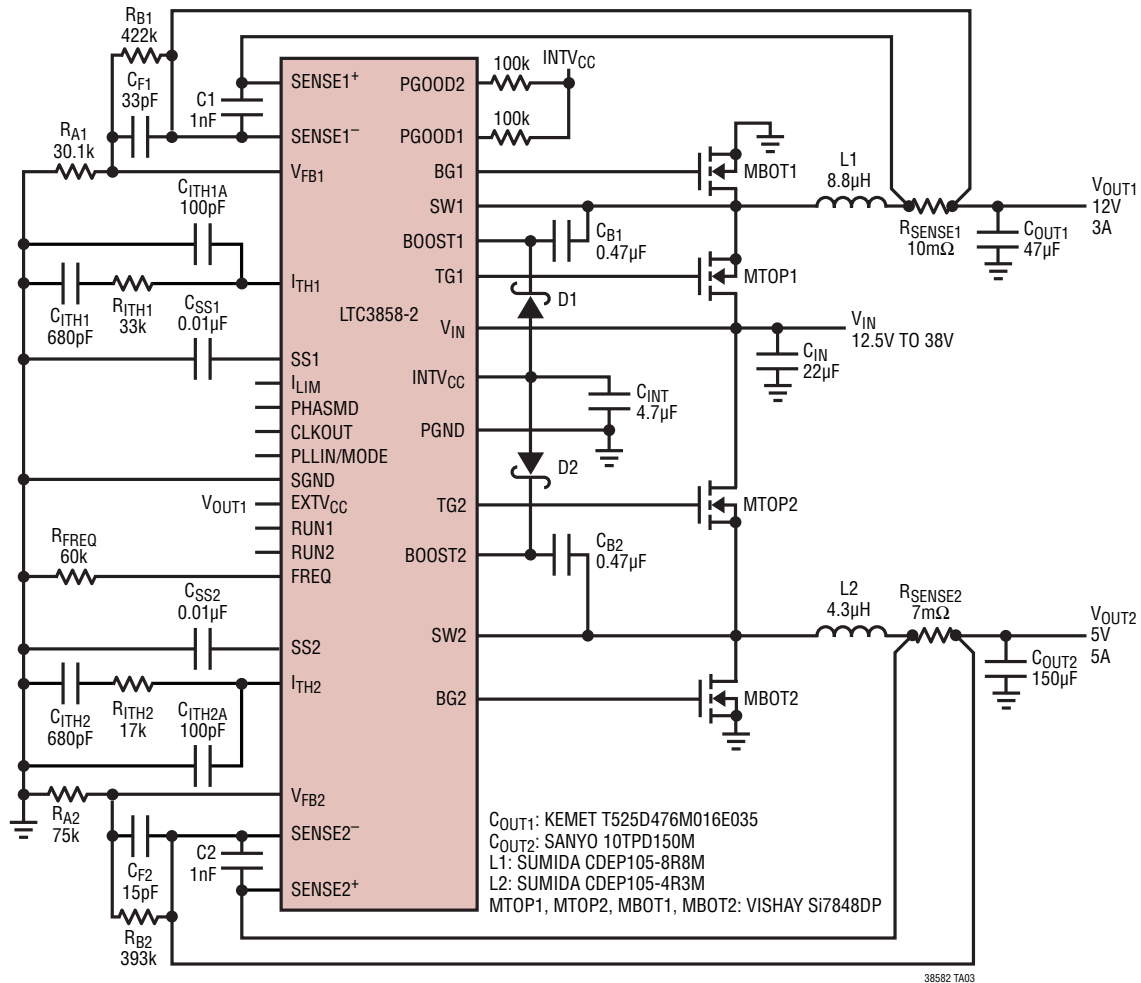 RB1
422k
CF1
33pF
RA1
30.1k
C1
1nF
CITH1A
100pF
CITH1
680pF
RITH1
33k
CSS1
0.01µF
RFREQ
60k
CSS2
0.01µF
CITH2
680pF
RITH2
17k
CITH2A
100pF
RA2
75k
CF2
15pF
C2
1nF
RB2
393k
SENSE1+
SENSE1–
VFB1
ITH1
SS1
ILIM
PHASMD
CLKOUT
PLLIN/MODE
SGND
VOUT1
EXTVCC
RUN1
RUN2
FREQ
SS2
ITH2
VFB2
SENSE2–
SENSE2+
LTC3858-2
PGOOD2
PGOOD1
BG1
SW1
BOOST1
TG1
VIN
INTVCC
PGND
TG2
BOOST2
SW2
BG2
100k
INTVCC
100k
MBOT1
L1
8.8µH
RSENSE1
10mΩ
VOUT1
12V
3A
COUT1
47µF
CB1
0.47µF
MTOP1
D1
VIN
12.5V TO 38V
CIN
22µF
CINT
4.7µF
D2
MTOP2
CB2
0.47µF
L2
4.3µH
RSENSE2
7mΩ
VOUT2
5V
5A
COUT2
150µF
MBOT2
COUT1: KEMET T525D476M016E035
COUT2: SANYO 10TPD150M
L1: SUMIDA CDEP105-8R8M
L2: SUMIDA CDEP105-4R3M
MTOP1, MTOP2, MBOT1, MBOT2: VISHAY Si7848DP
38582 TA03